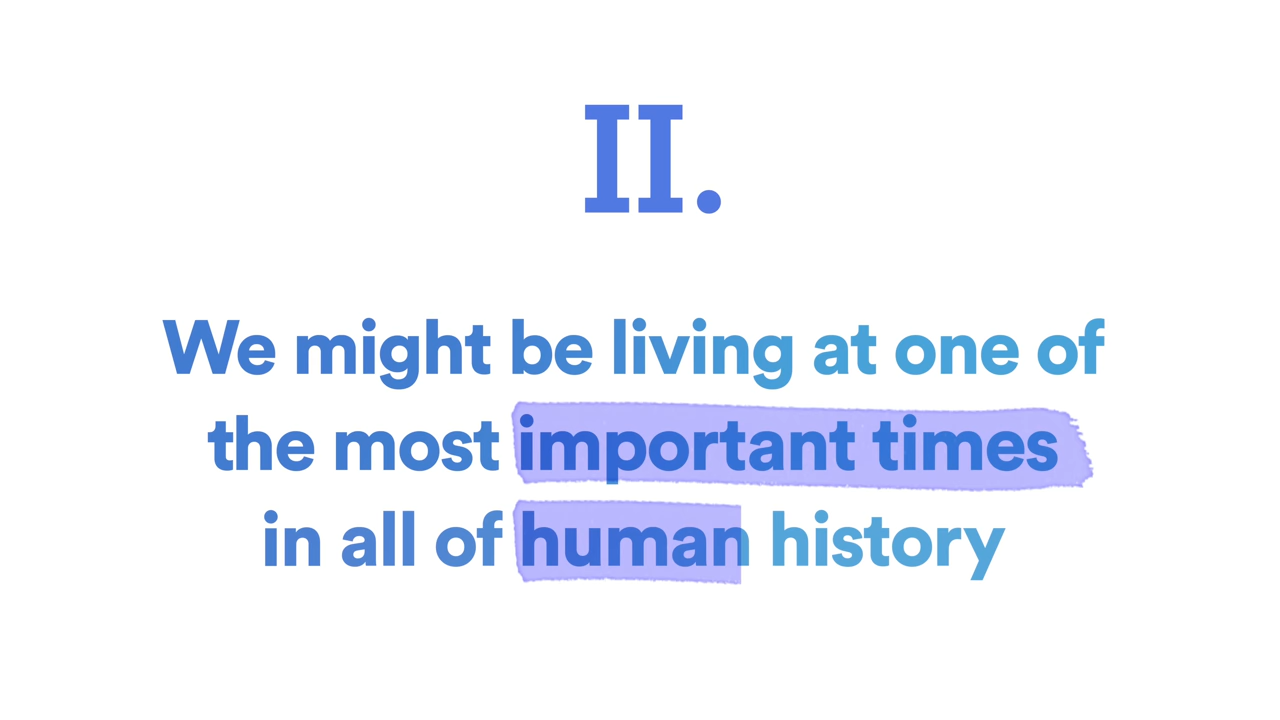 II.
We might be living at one of
the most important times
in all of human history